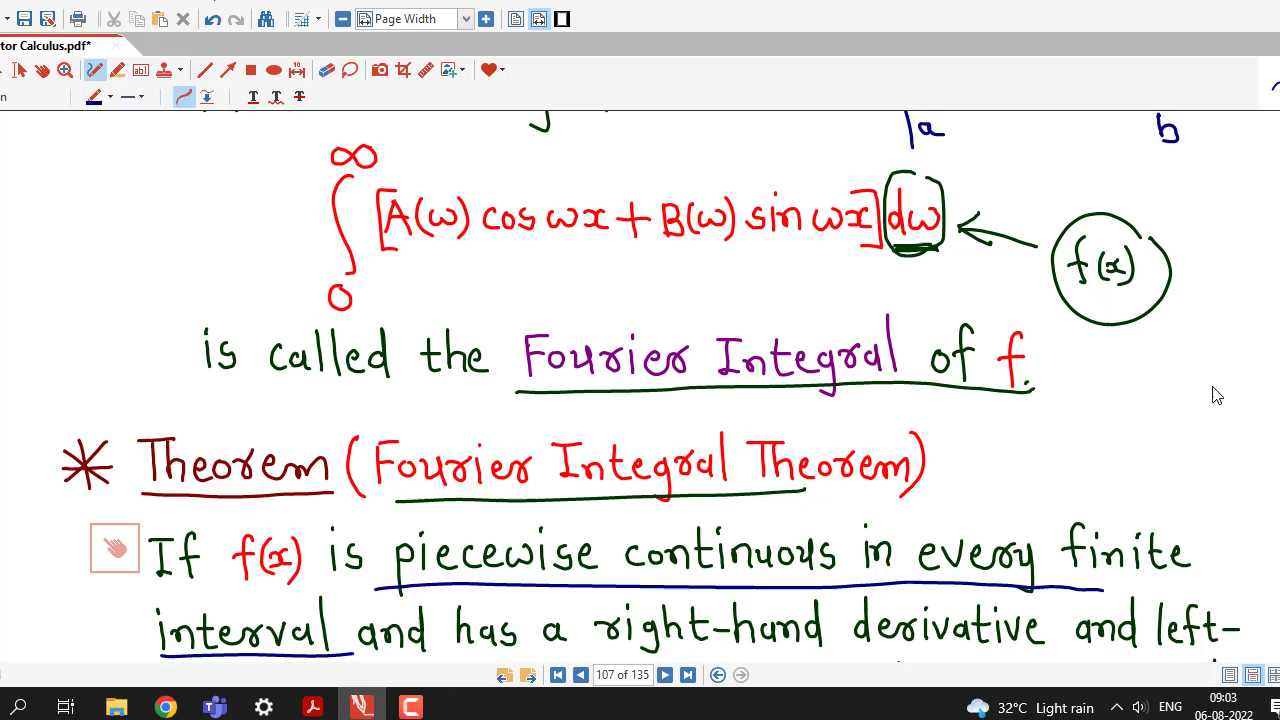 Page Width
tor Calculus.pdf*
a b
∞
∫ [A(ω) cos ωx + B(ω) sin ωx] dω ← f(x)
0
is called the Fourier Integral of f.
* Theorem (Fourier Integral Theorem)
If f(x) is piecewise continuous in every finite
interval and has a right-hand derivative and left-
107 of 135
32°C Light rain
09:03
06-08-2022